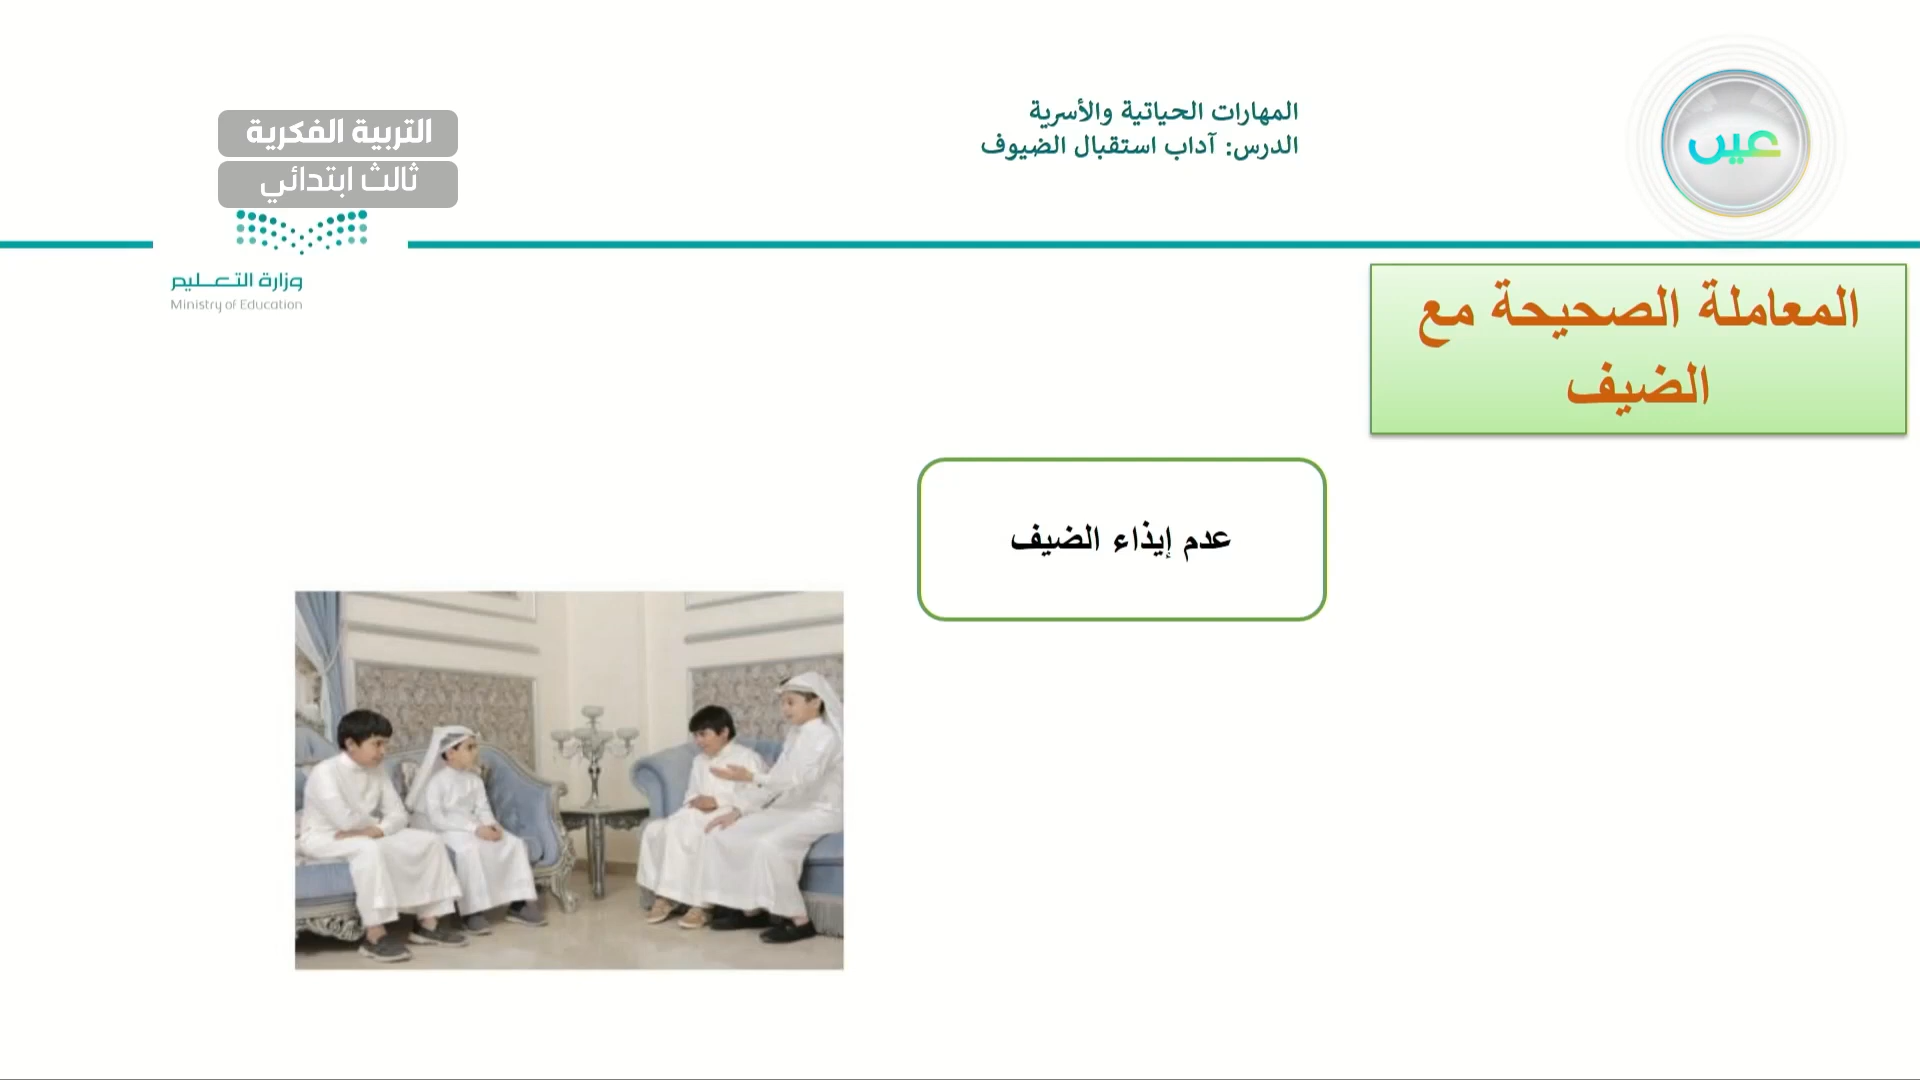 المهارات الحياتية والأسرية
الدرس: آداب استقبال الضيوف
عين
التربية الفكرية
ثالث ابتدائي
وزارة التعليم
Ministry of Education
المعاملة الصحيحة مع
الضيف
عدم إيذاء الضيف